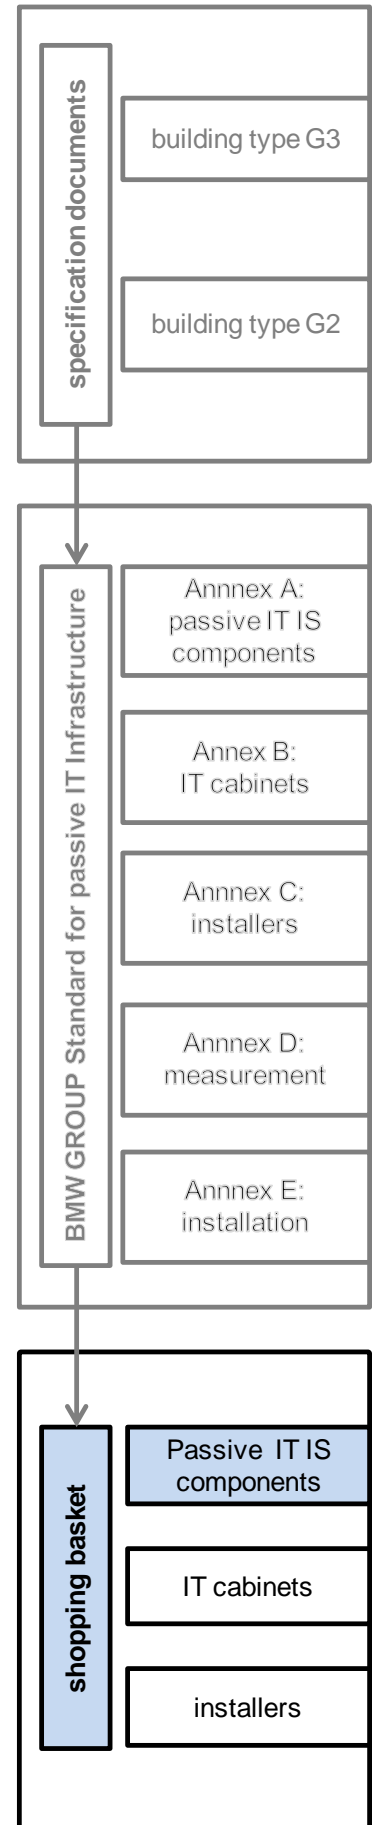 specification documents
building type G3
building type G2
BMW GROUP Standard for passive IT Infrastructure
Annnex A:
passive IT IS
components
Annex B:
IT cabinets
Annnex C:
installers
Annnex D:
measurement
Annnex E:
installation
shopping basket
Passive IT IS
components
IT cabinets
installers